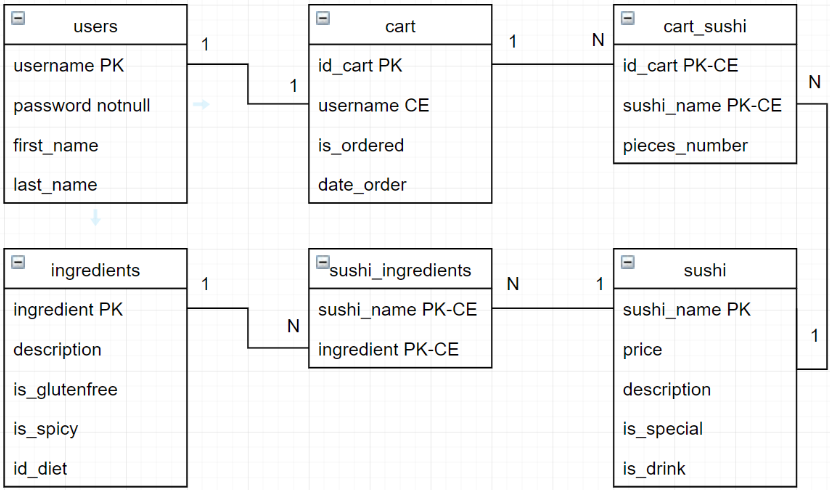 users
username PK
password notnull
first_name
last_name
1
1
cart
id_cart PK
username CE
is_ordered
date_order
1
N
cart_sushi
id_cart PK-CE
sushi_name PK-CE
pieces_number
N
ingredients
ingredient PK
description
is_glutenfree
is_spicy
id_diet
1
N
sushi_ingredients
sushi_name PK-CE
ingredient PK-CE
N
1
sushi
sushi_name PK
price
description
is_special
is_drink
1